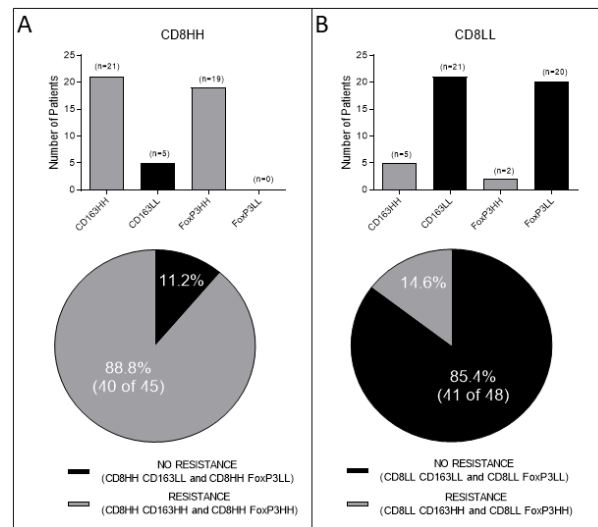 A
CD8HH
Number of Patients
25
20
15
10
5
0
(n=21)
(n=5)
(n=19)
(n=0)
CD163HH
CD163LL
FoxP3HH
FoxP3LL
11.2%
88.8%
(40 of 45)
NO RESISTANCE
(CD8HH CD163LL and CD8HH FoxP3LL)
RESISTANCE
(CD8HH CD163HH and CD8HH FoxP3HH)
B
CD8LL
Number of Patients
25
20
15
10
5
0
(n=5)
(n=21)
(n=2)
(n=20)
CD163HH
CD163LL
FoxP3HH
FoxP3LL
14.6%
85.4%
(41 of 48)
NO RESISTANCE
(CD8LL CD163LL and CD8LL FoxP3LL)
RESISTANCE
(CD8LL CD163HH and CD8LL FoxP3HH)